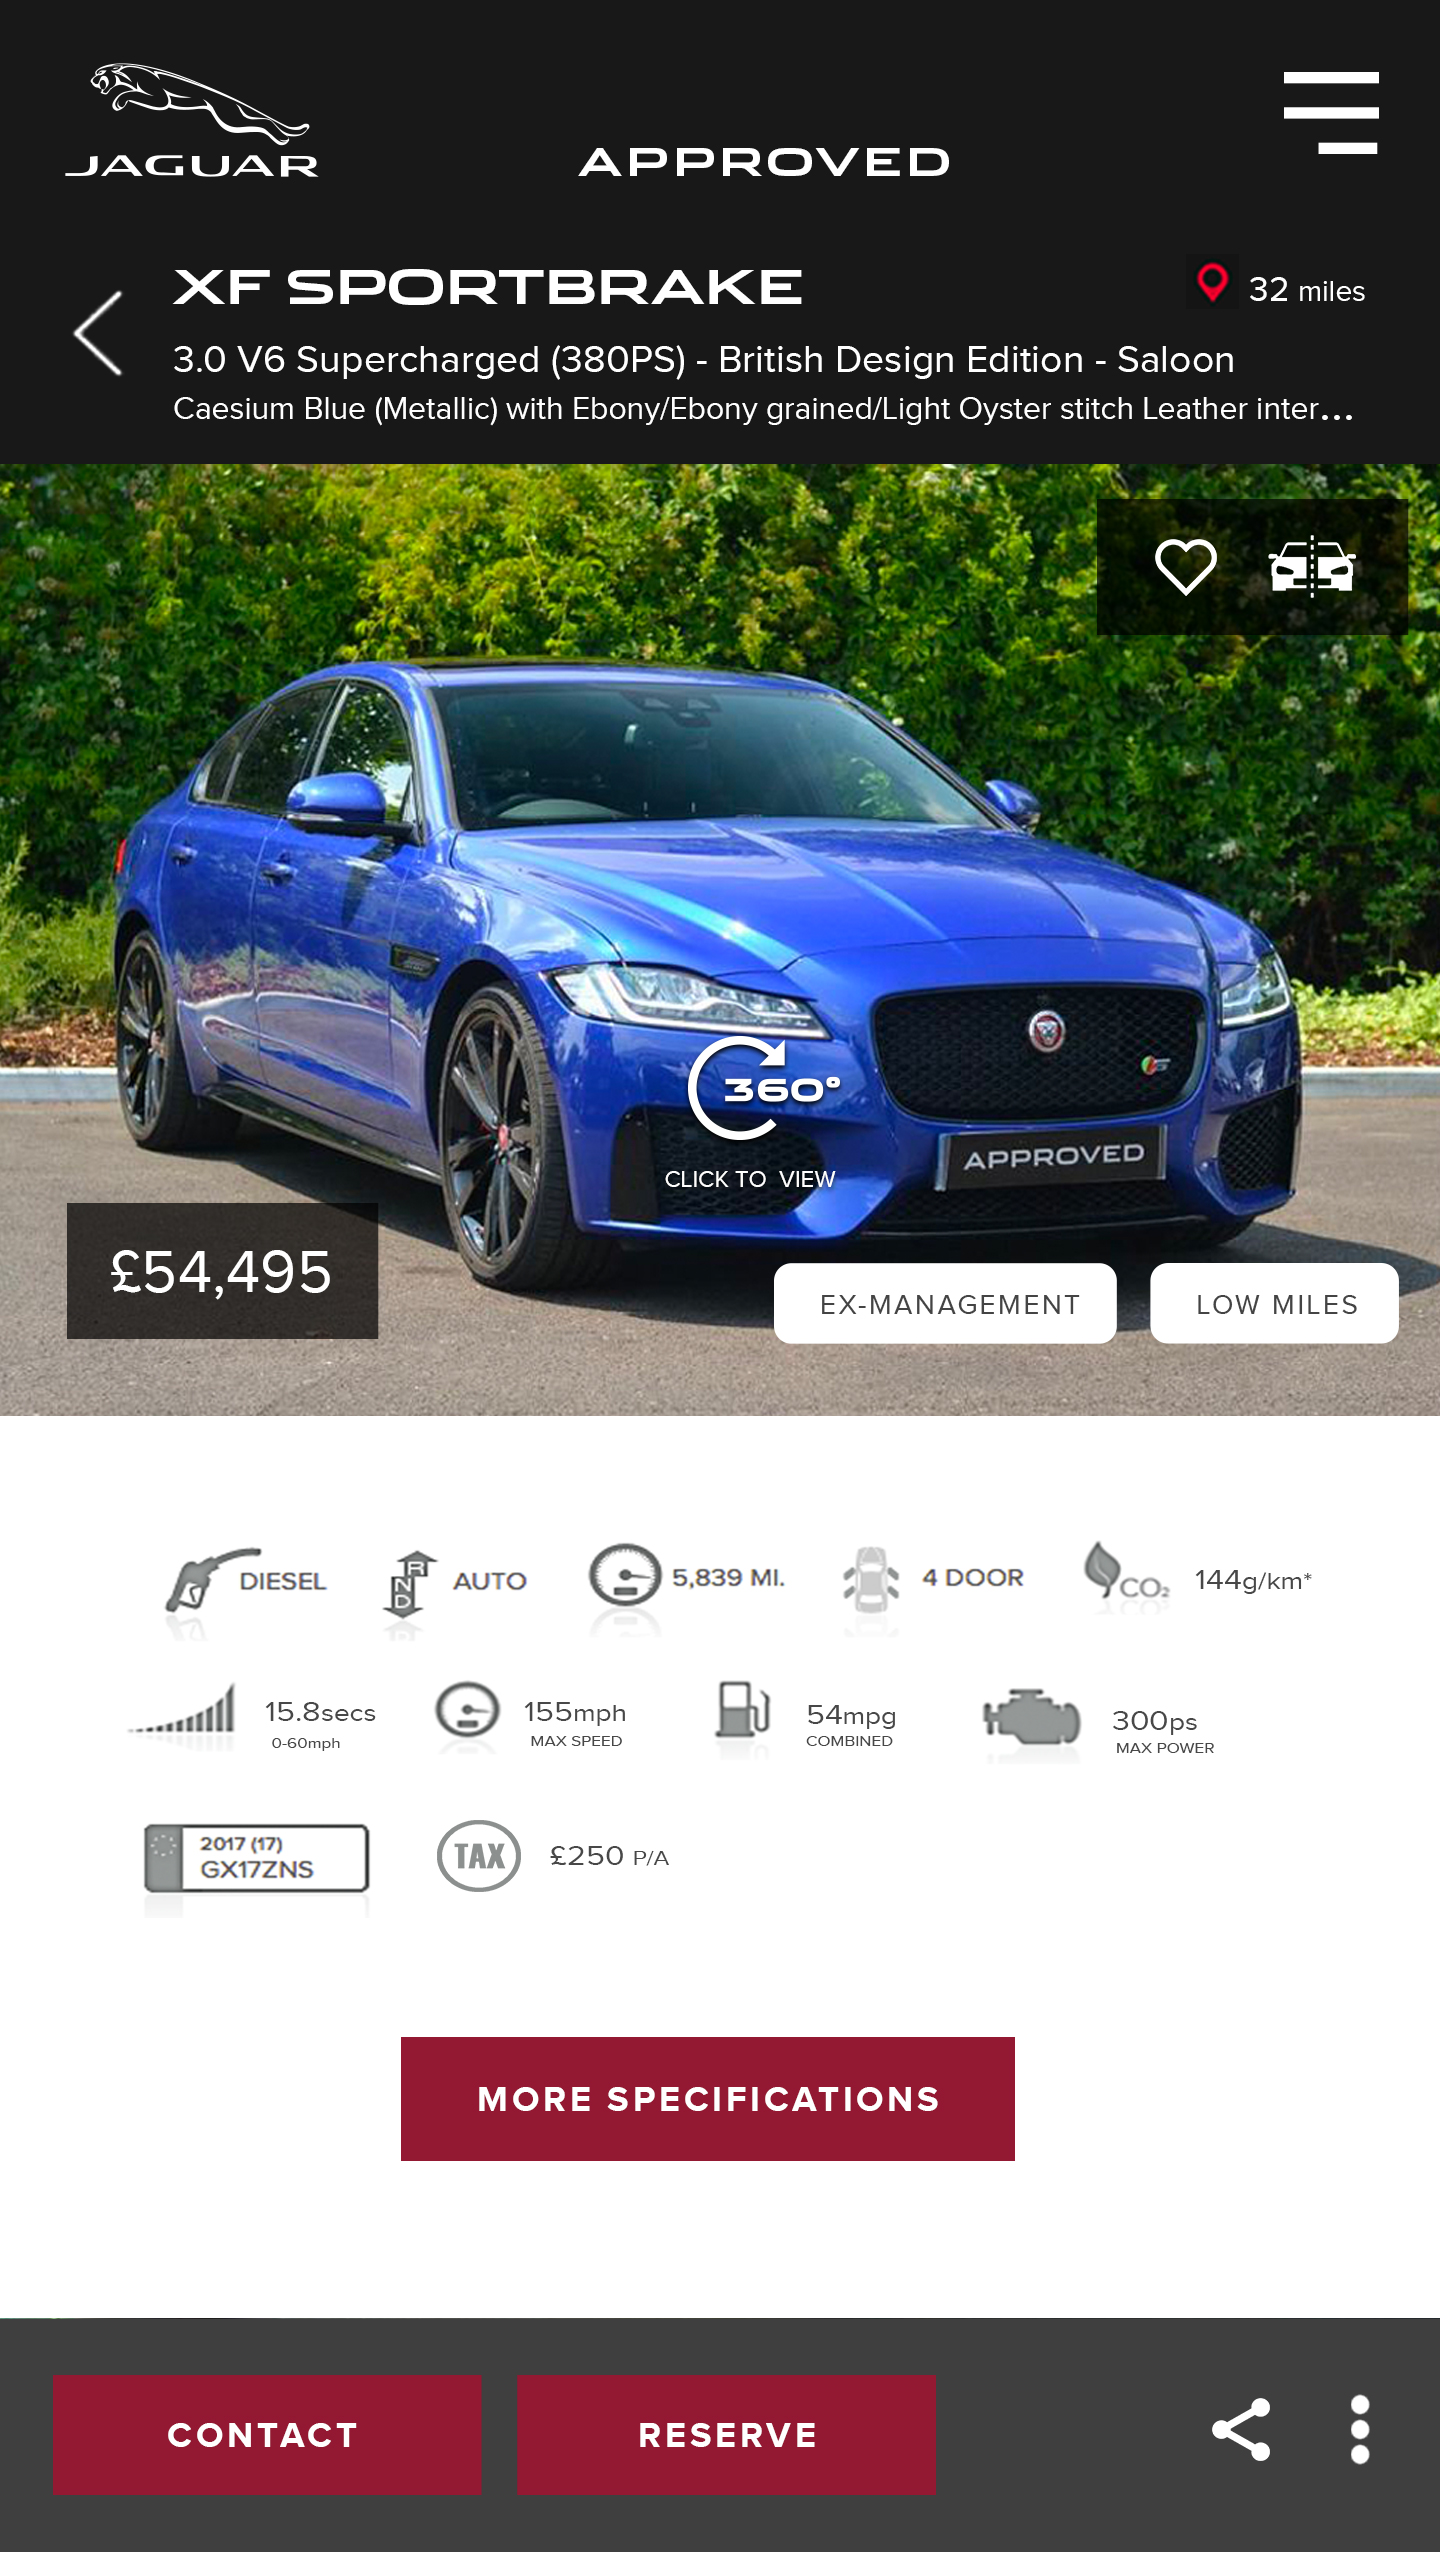 JAGUAR
APPROVED
XF SPORTBRAKE
32 miles
3.0 V6 Supercharged (380PS) - British Design Edition - Saloon
Caesium Blue (Metallic) with Ebony/Ebony grained/Light Oyster stitch Leather inter...
360°
CLICK TO VIEW
APPROVED
£54,495
EX-MANAGEMENT
LOW MILES
DIESEL
R
N
D
AUTO
5,839 MI.
4 DOOR
CO₂
144g/km*
15.8secs
0-60mph
155mph
MAX SPEED
54mpg
COMBINED
300ps
MAX POWER
2017 (17)
GX17ZNS
TAX
£250 P/A
MORE SPECIFICATIONS
CONTACT
RESERVE